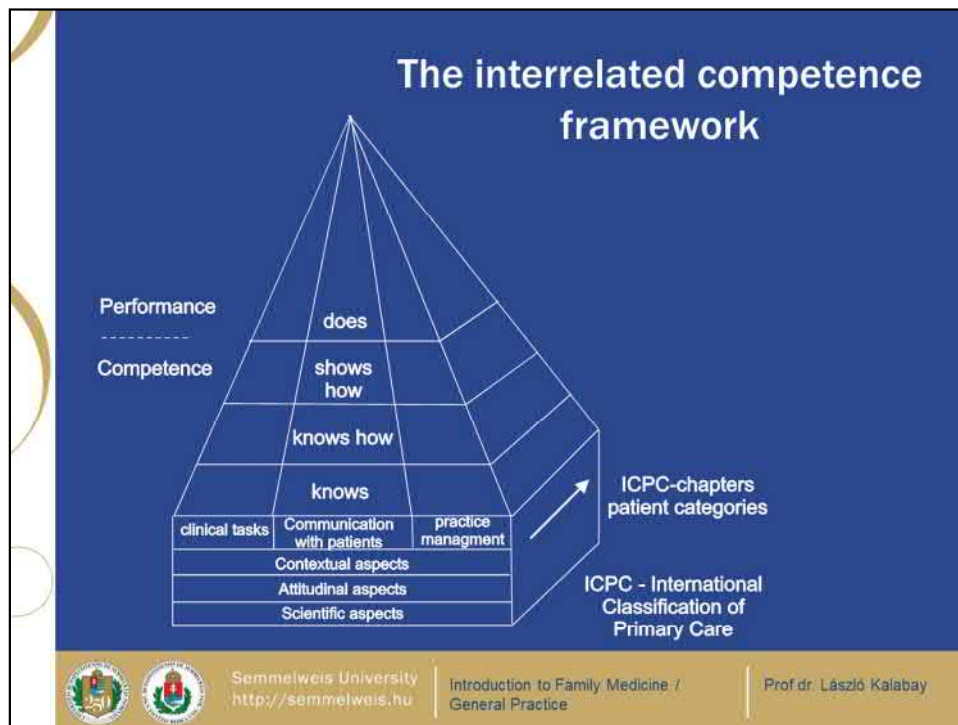 The interrelated competence
framework
Performance
Competence
does
shows
how
knows how
knows
clinical tasks
Communication
with patients
practice
managment
Contextual aspects
Attitudinal aspects
Scientific aspects
ICPC-chapters
patient categories
ICPC - International
Classification of
Primary Care
250
Semmelweis University
http://semmelweis.hu
Introduction to Family Medicine /
General Practice
Prof dr. László Kalabay